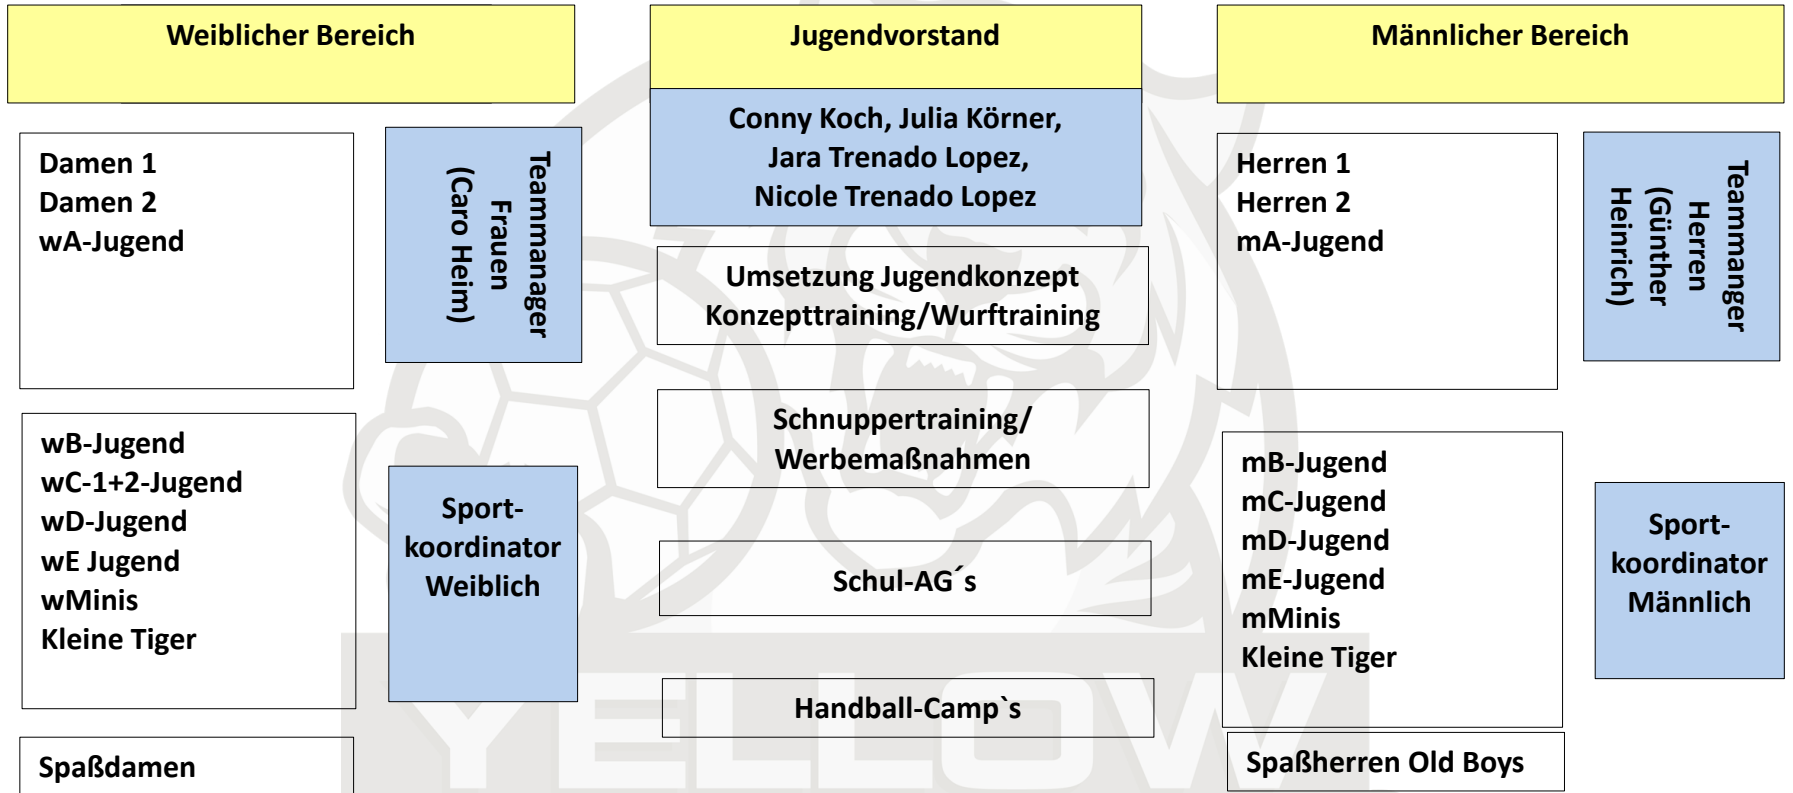 Weiblicher Bereich
Damen 1
Damen 2
wA-Jugend
Teammanager
Frauen
(Caro Heim)
wB-Jugend
wC-1+2-Jugend
wD-Jugend
wE Jugend
wMinis
Kleine Tiger
Sport-
koordinator
Weiblich
Spaßdamen
Jugendvorstand
Conny Koch, Julia Körner,
Jara Trenado Lopez,
Nicole Trenado Lopez
Umsetzung Jugendkonzept
Konzepttraining/Wurftraining
Schnuppertraining/
Werbemaßnahmen
Schul-AG´s
Handball-Camp`s
Männlicher Bereich
Herren 1
Herren 2
mA-Jugend
Teammanger
Herren
(Günther
Heinrich)
mB-Jugend
mC-Jugend
mD-Jugend
mE-Jugend
mMinis
Kleine Tiger
Sport-
koordinator
Männlich
Spaßherren Old Boys
YELLOW